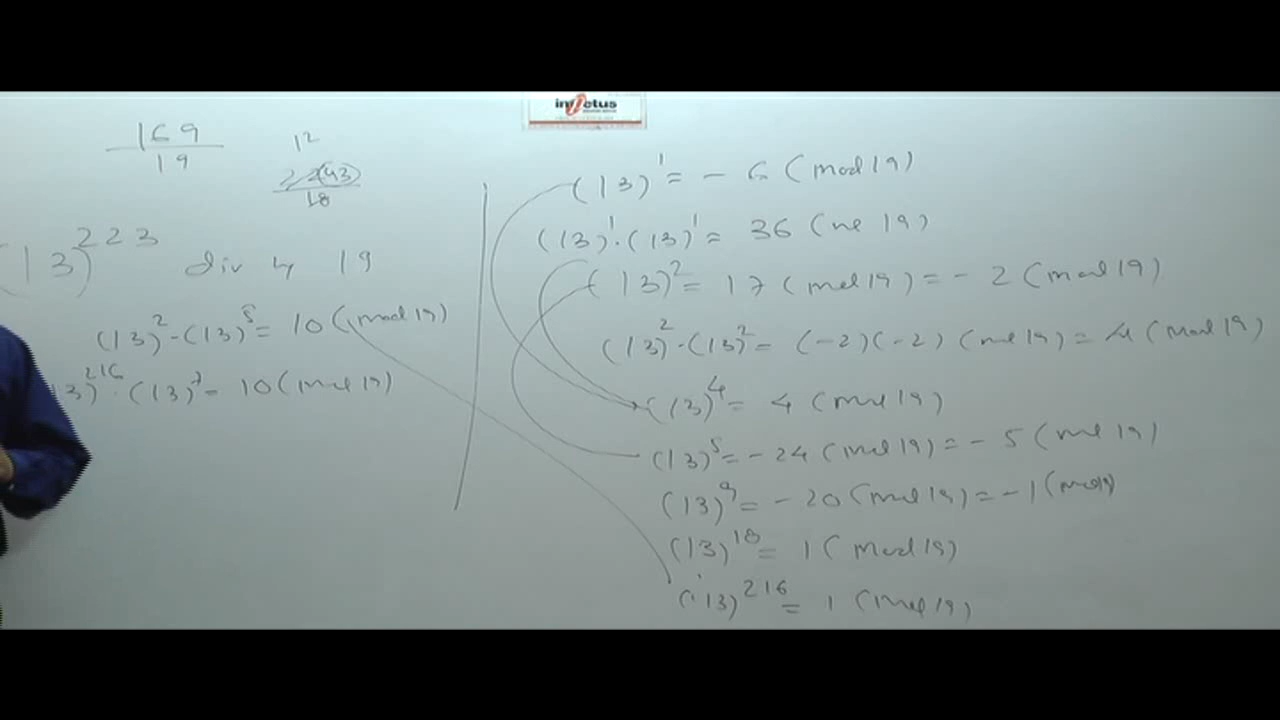 invictus
169
19
12
223
18
(13)^223 div by 19
(13)^2 · (13)^5 = 10 (mod 19)
13)^216 · (13)^7 = 10 (mod 19)
(13)^1 = - 6 (mod 19)
(13)^1 · (13)^1 = 36 (mod 19)
(13)^2 = 17 (mod 19) = - 2 (mod 19)
(13)^2 · (13)^2 = (-2)(-2) (mod 19) = 4 (mod 19)
(13)^4 = 4 (mod 19)
(13)^5 = - 24 (mod 19) = - 5 (mod 19)
(13)^9 = - 20 (mod 19) = - 1 (mod 19)
(13)^18 = 1 (mod 19)
(13)^216 = 1 (mod 19)